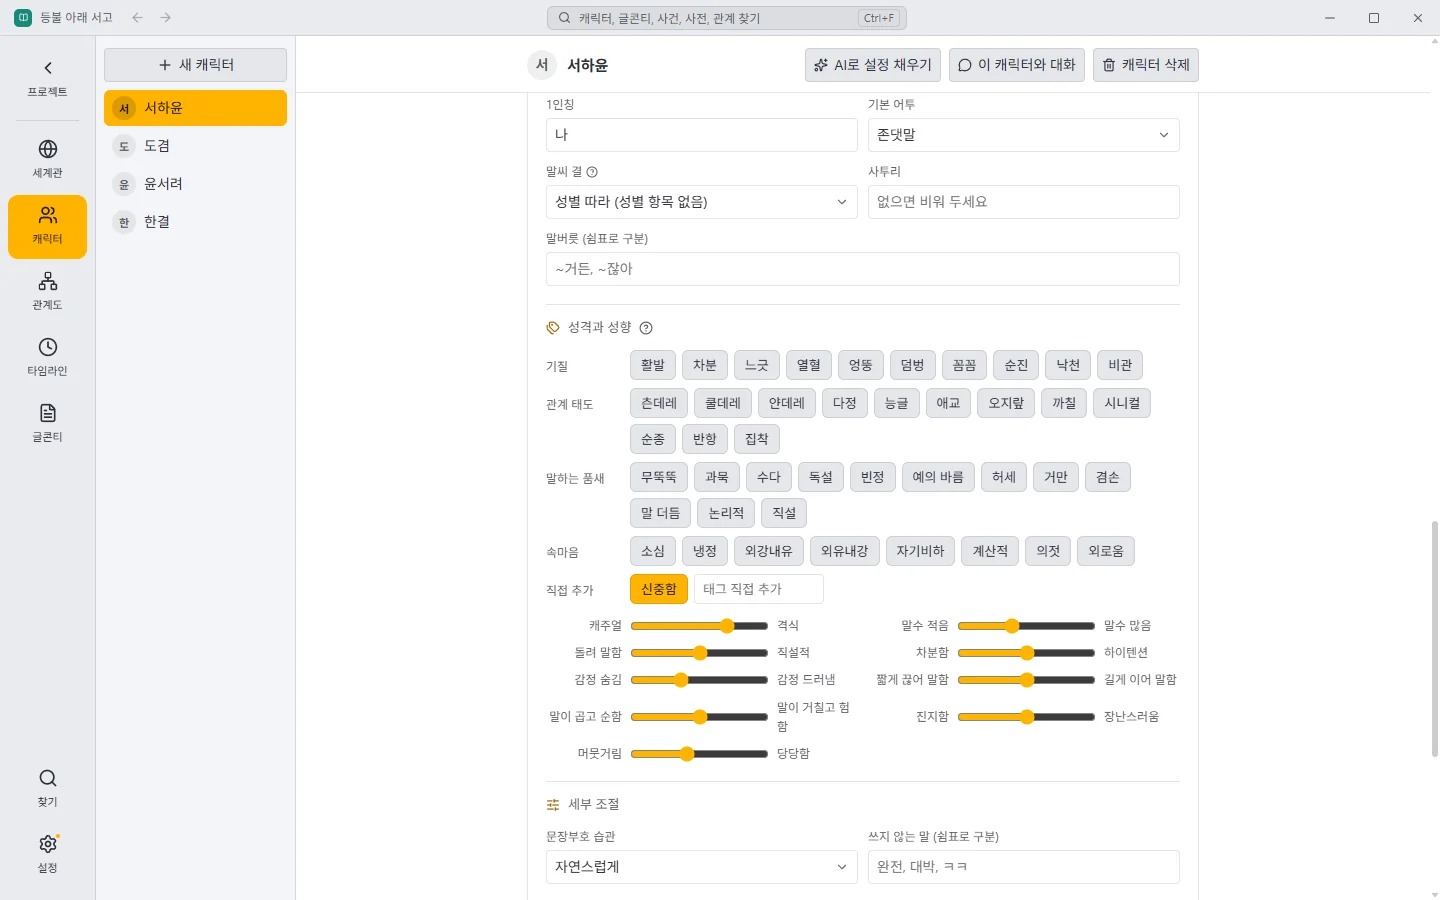 등불 아래 서고
캐릭터, 글콘티, 사건, 사전, 관계 찾기
Ctrl+F
프로젝트
세계관
캐릭터
관계도
타임라인
글콘티
찾기
설정
새 캐릭터
서 서하윤
도 도겸
윤 윤서려
한 한결
서 서하윤
AI로 설정 채우기
이 캐릭터와 대화
캐릭터 삭제
1인칭
기본 어투
나
존댓말
말씨 결
사투리
성별 따라 (성별 항목 없음)
없으면 비워 두세요
말버릇 (쉼표로 구분)
~거든, ~잖아
성격과 성향
기질 활발 차분 느긋 열혈 엉뚱 덤벙 꼼꼼 순진 낙천 비관
관계 태도 츤데레 쿨데레 얀데레 다정 능글 애교 오지랖 까칠 시니컬
순종 반항 집착
말하는 품새 무뚝뚝 과묵 수다 독설 빈정 예의 바름 허세 거만 겸손
말 더듬 논리적 직설
속마음 소심 냉정 외강내유 외유내강 자기비하 계산적 의젓 외로움
직접 추가 신중함 태그 직접 추가
캐주얼 격식 말수 적음 말수 많음
돌려 말함 직설적 차분함 하이텐션
감정 숨김 감정 드러냄 짧게 끊어 말함 길게 이어 말함
말이 곱고 순함 말이 거칠고 험
함
진지함 장난스러움
머뭇거림 당당함
세부 조절
문장부호 습관
쓰지 않는 말 (쉼표로 구분)
자연스럽게
완전, 대박, ㅋㅋ